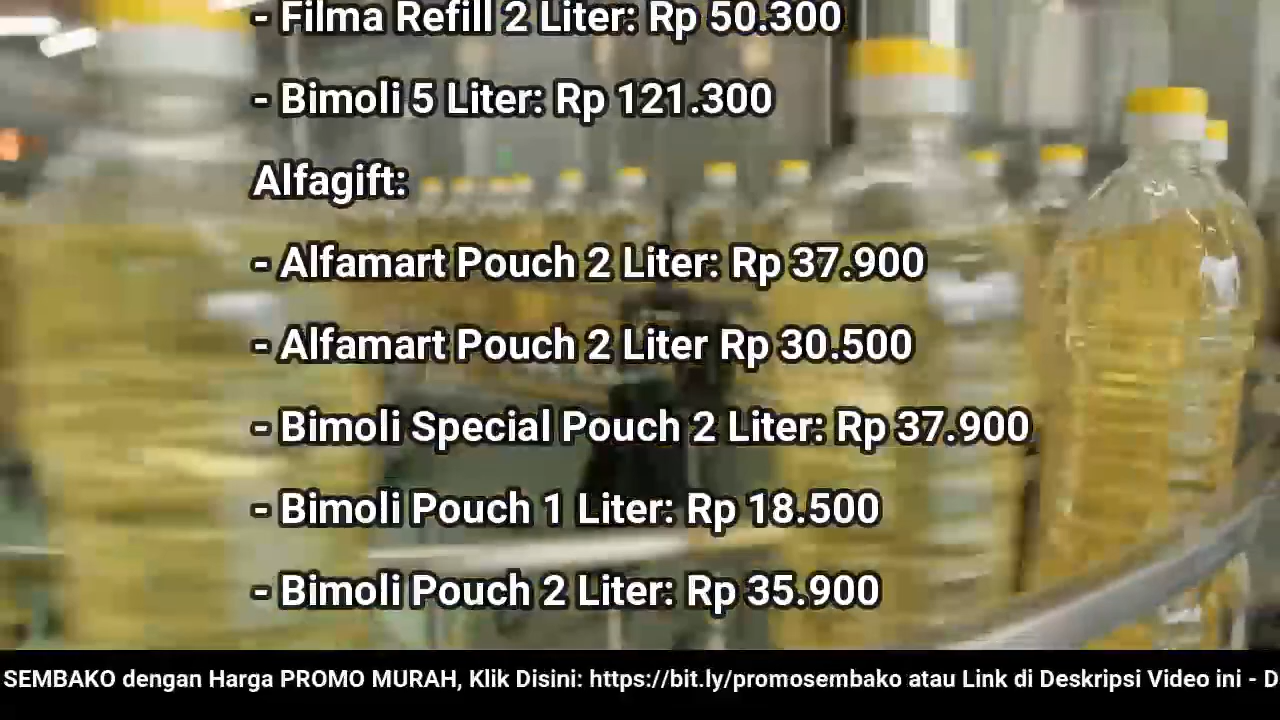 - Filma Refill 2 Liter: Rp 50.300
- Bimoli 5 Liter: Rp 121.300
Alfagift:
- Alfamart Pouch 2 Liter: Rp 37.900
- Alfamart Pouch 2 Liter Rp 30.500
- Bimoli Special Pouch 2 Liter: Rp 37.900
- Bimoli Pouch 1 Liter: Rp 18.500
- Bimoli Pouch 2 Liter: Rp 35.900
SEMBAKO dengan Harga PROMO MURAH, Klik Disini: https://bit.ly/promosembako atau Link di Deskripsi Video ini - D